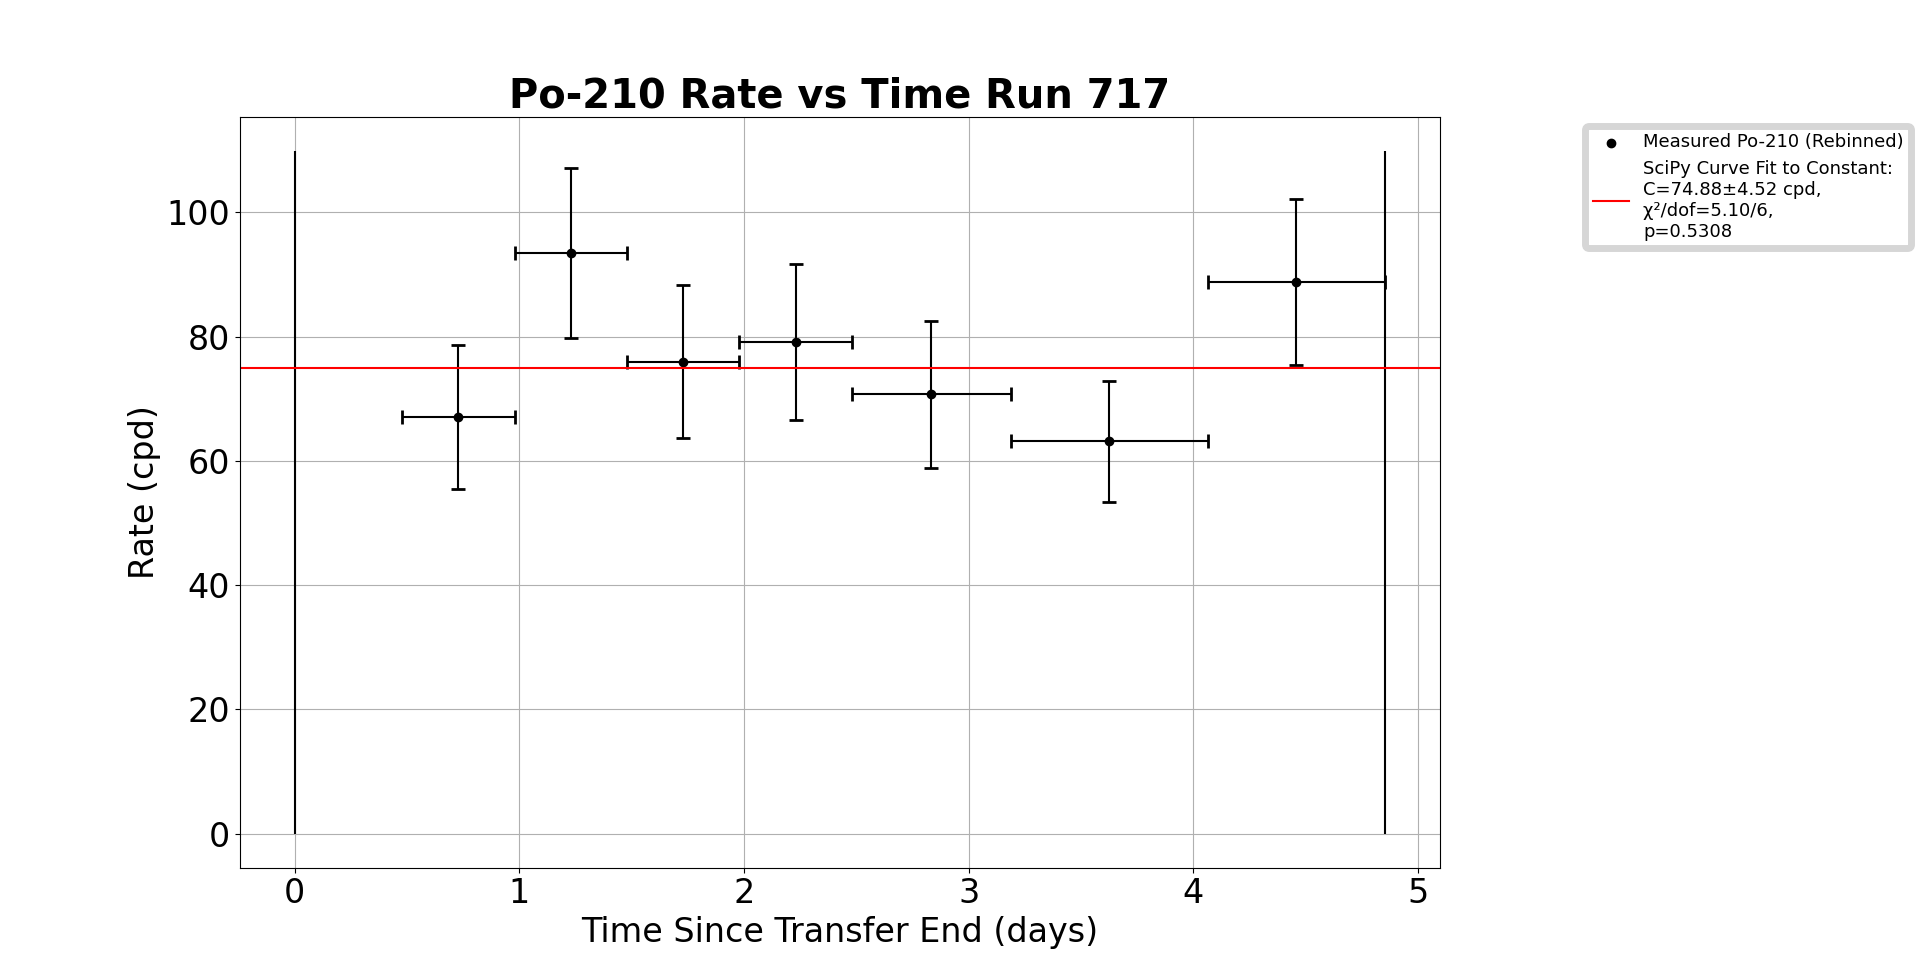 Po-210 Rate vs Time Run 717
Measured Po-210 (Rebinned)
SciPy Curve Fit to Constant:
C=74.88±4.52 cpd,
χ²/dof=5.10/6,
p=0.5308
Rate (cpd)
100
80
60
40
20
0
0 1 2 3 4 5
Time Since Transfer End (days)